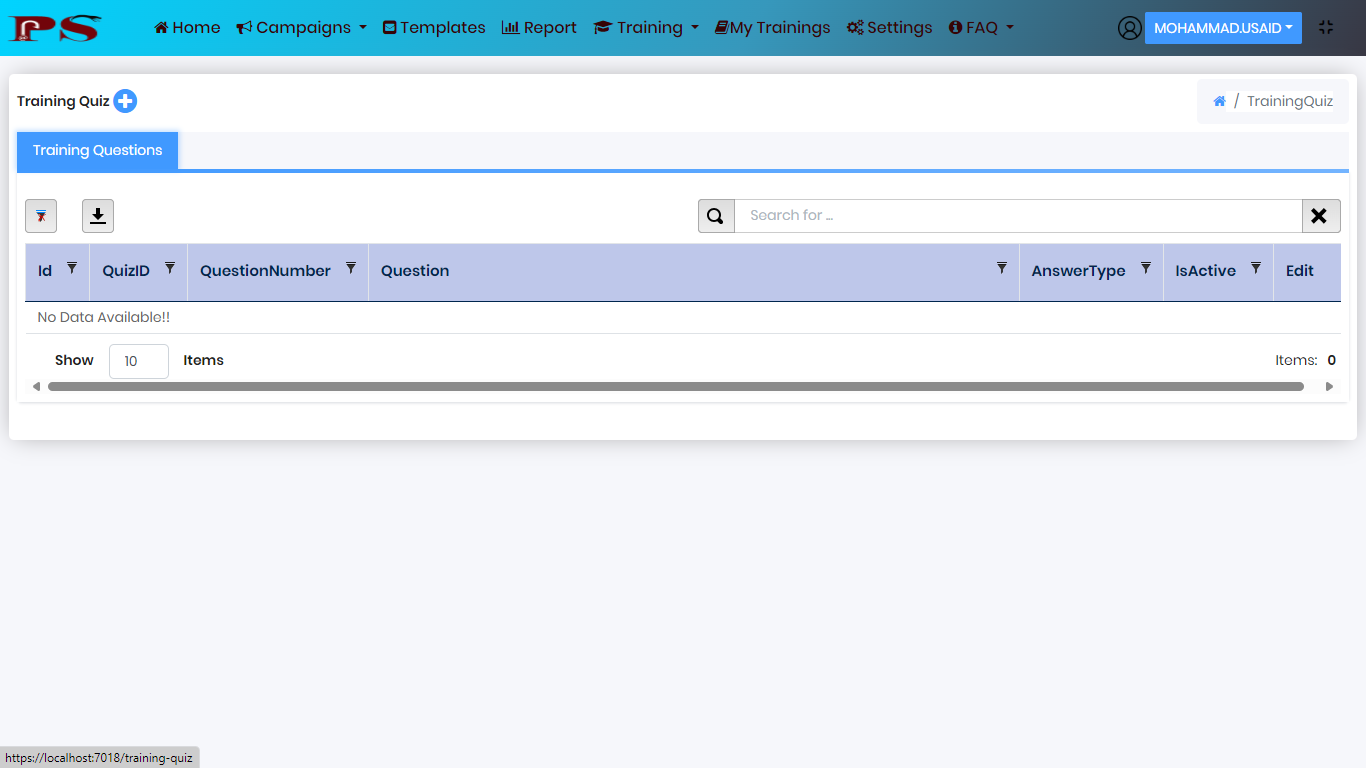 PS Home Campaigns Templates Report Training My Trainings Settings FAQ MOHAMMAD.USAID
Training Quiz / TrainingQuiz
Training Questions
Search for ...
Id QuizID QuestionNumber Question AnswerType IsActive Edit
No Data Available!!
Show 10 Items Items: 0
https://localhost:7018/training-quiz